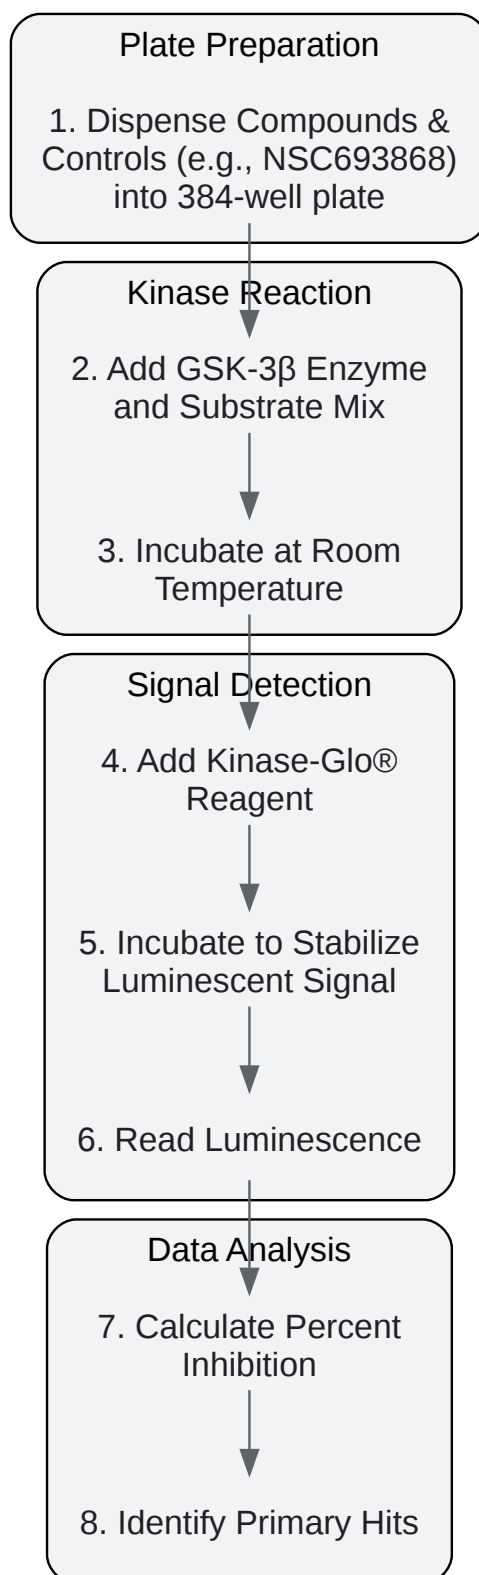 Plate Preparation
1. Dispense Compounds &
Controls (e.g., NSC693868)
into 384-well plate
Kinase Reaction
2. Add GSK-3β Enzyme
and Substrate Mix
3. Incubate at Room
Temperature
Signal Detection
4. Add Kinase-Glo®
Reagent
5. Incubate to Stabilize
Luminescent Signal
6. Read Luminescence
Data Analysis
7. Calculate Percent
Inhibition
8. Identify Primary Hits